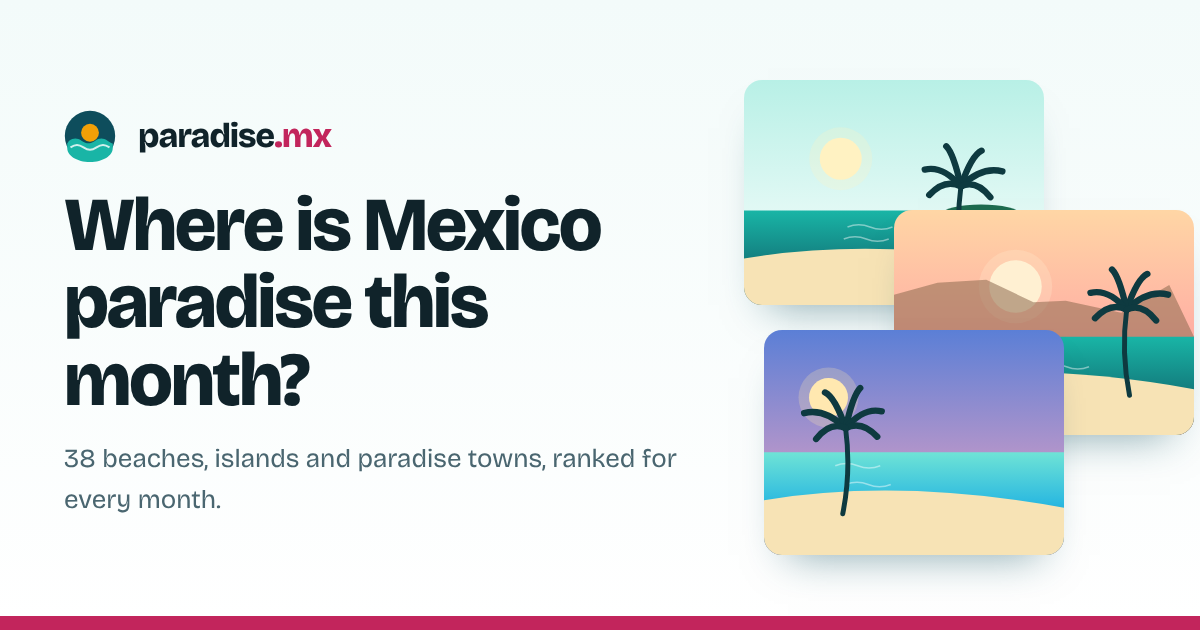 paradise.mx
Where is Mexico
paradise this
month?
38 beaches, islands and paradise towns, ranked for
every month.